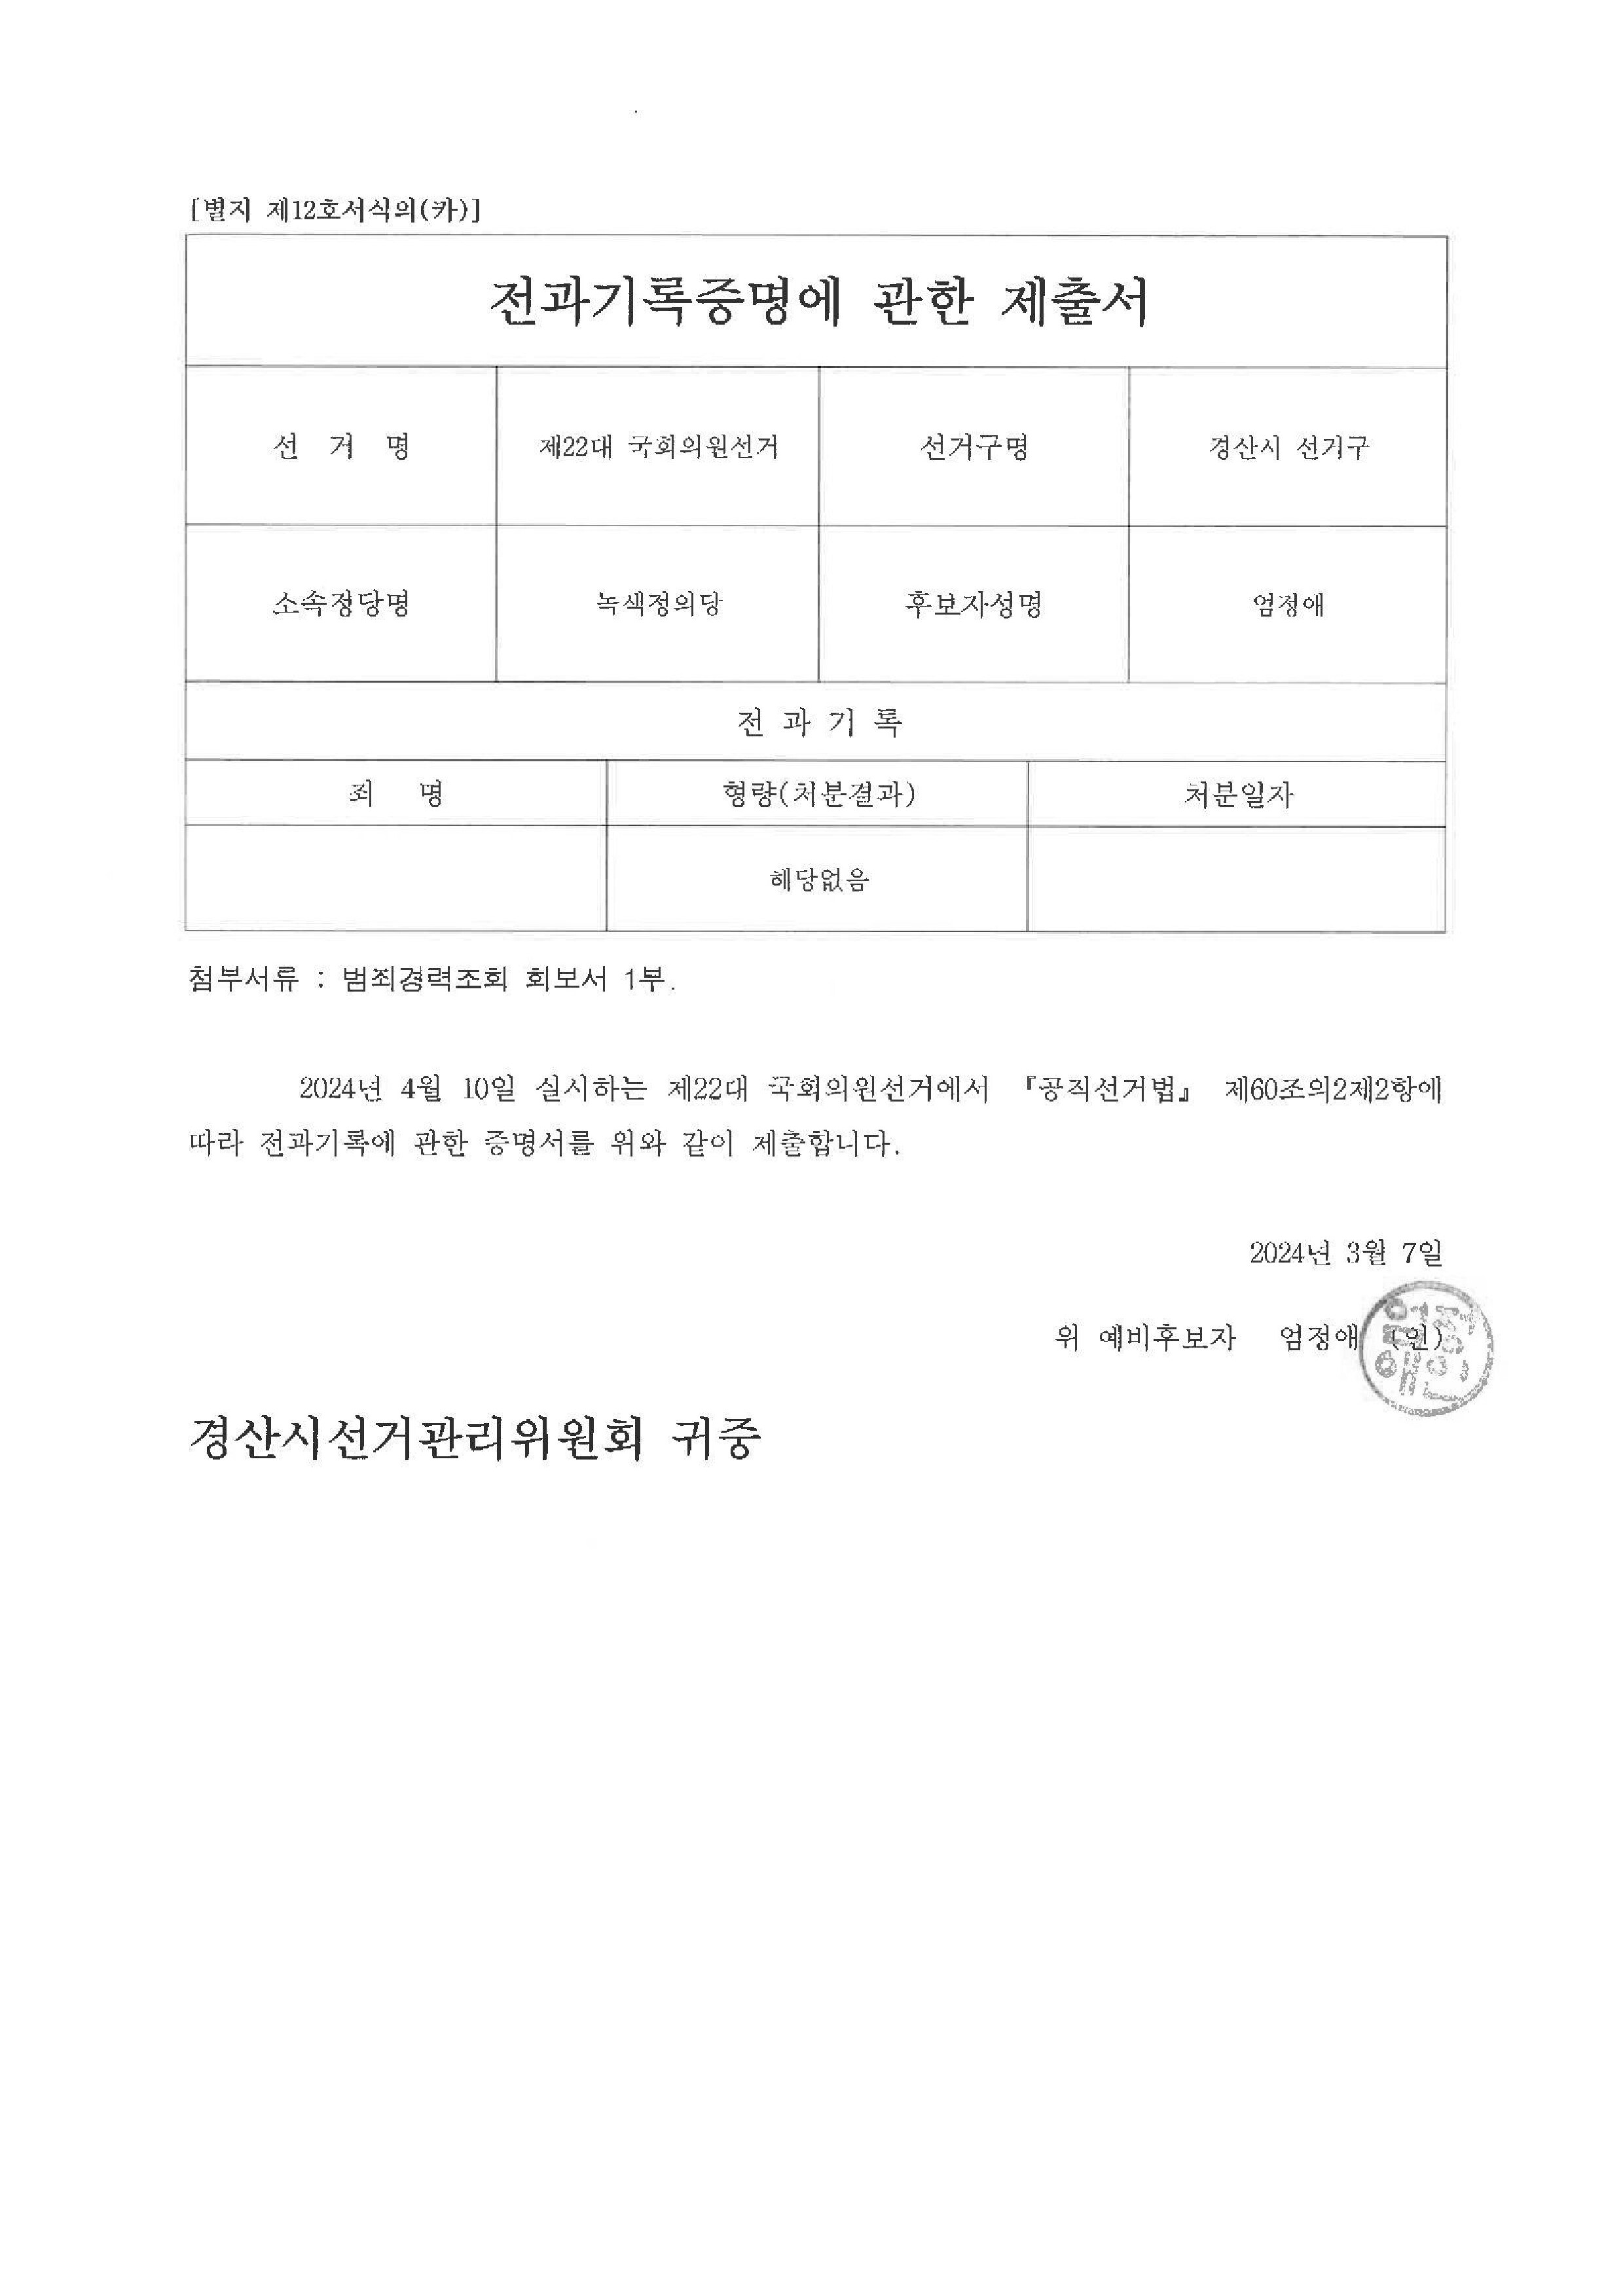 [별지 제12호서식의(카)]
전과기록증명에 관한 제출서
선 거 명 제22대 국회의원선거 선거구명 경산시 선거구
소속정당명 녹색정의당 후보자성명 엄정애
전 과 기 록
죄 명 형량(처분결과) 처분일자
해당없음
첨부서류 : 범죄경력조회 회보서 1부.
2024년 4월 10일 실시하는 제22대 국회의원선거에서 『공직선거법』 제60조의2제2항에
따라 전과기록에 관한 증명서를 위와 같이 제출합니다.
2024년 3월 7일
위 예비후보자 엄정애 (인)
경산시선거관리위원회 귀중